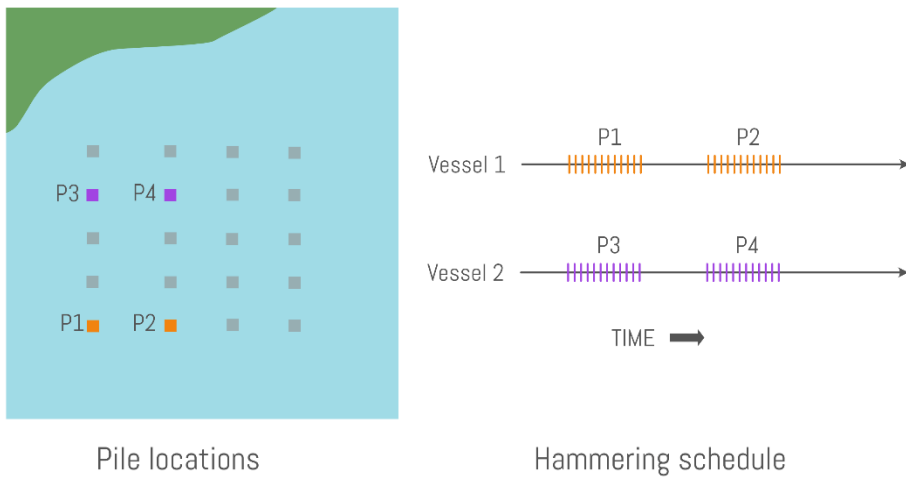 P3 P4
P1 P2
Pile locations
P1 P2
Vessel 1
P3 P4
Vessel 2
TIME
Hammering schedule